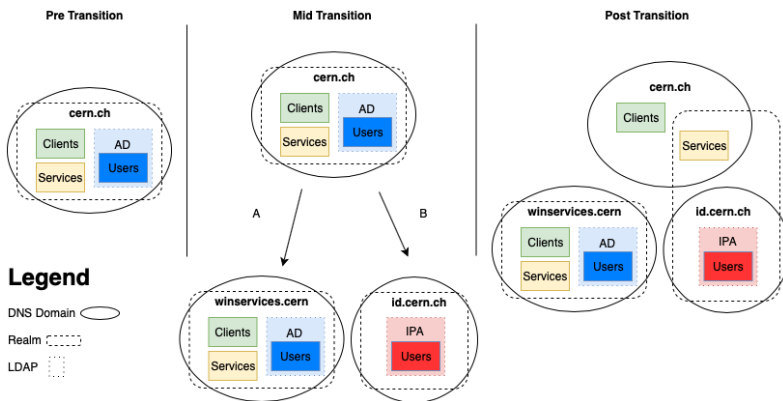 Pre Transition
Mid Transition
Post Transition
cern.ch
Clients
AD
Services
Users
cern.ch
Clients
AD
Services
Users
A
B
winservices.cern
Clients
AD
Services
Users
id.cern.ch
IPA
Users
cern.ch
Clients
Services
winservices.cern
Clients
AD
Services
Users
id.cern.ch
IPA
Users
Legend
DNS Domain
Realm
LDAP